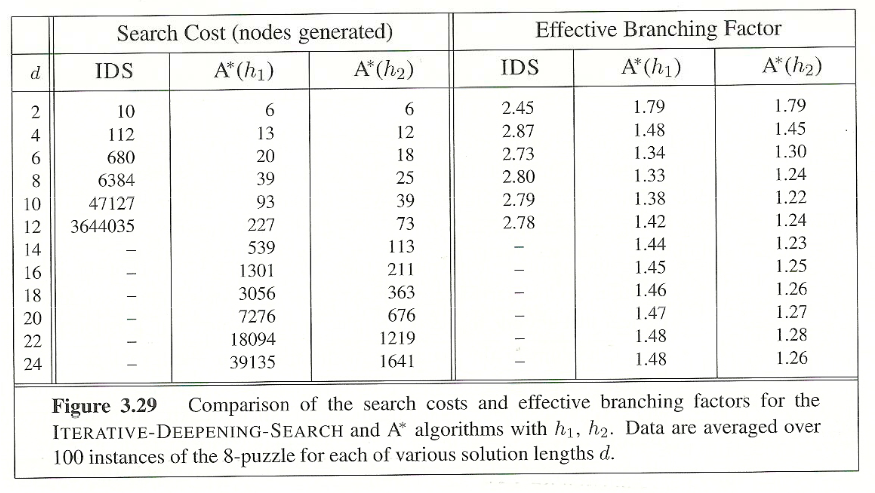 Search Cost (nodes generated) Effective Branching Factor
d IDS A*(h1) A*(h2) IDS A*(h1) A*(h2)
2 10 6 6 2.45 1.79 1.79
4 112 13 12 2.87 1.48 1.45
6 680 20 18 2.73 1.34 1.30
8 6384 39 25 2.80 1.33 1.24
10 47127 93 39 2.79 1.38 1.22
12 3644035 227 73 2.78 1.42 1.24
14 – 539 113 – 1.44 1.23
16 – 1301 211 – 1.45 1.25
18 – 3056 363 – 1.46 1.26
20 – 7276 676 – 1.47 1.27
22 – 18094 1219 – 1.48 1.28
24 – 39135 1641 – 1.48 1.26
Figure 3.29 Comparison of the search costs and effective branching factors for the
ITERATIVE-DEEPENING-SEARCH and A* algorithms with h1, h2. Data are averaged over
100 instances of the 8-puzzle for each of various solution lengths d.